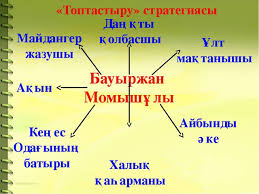 «Топтастыру» стратегиясы
Даңқты
қолбасшы
Майдангер
жазушы
Ұлт
мақтанышы
Бауыржан
Момышұлы
Ақын
Айбынды
әке
Кеңес
Одағының
батыры
Халық
қаһарманы